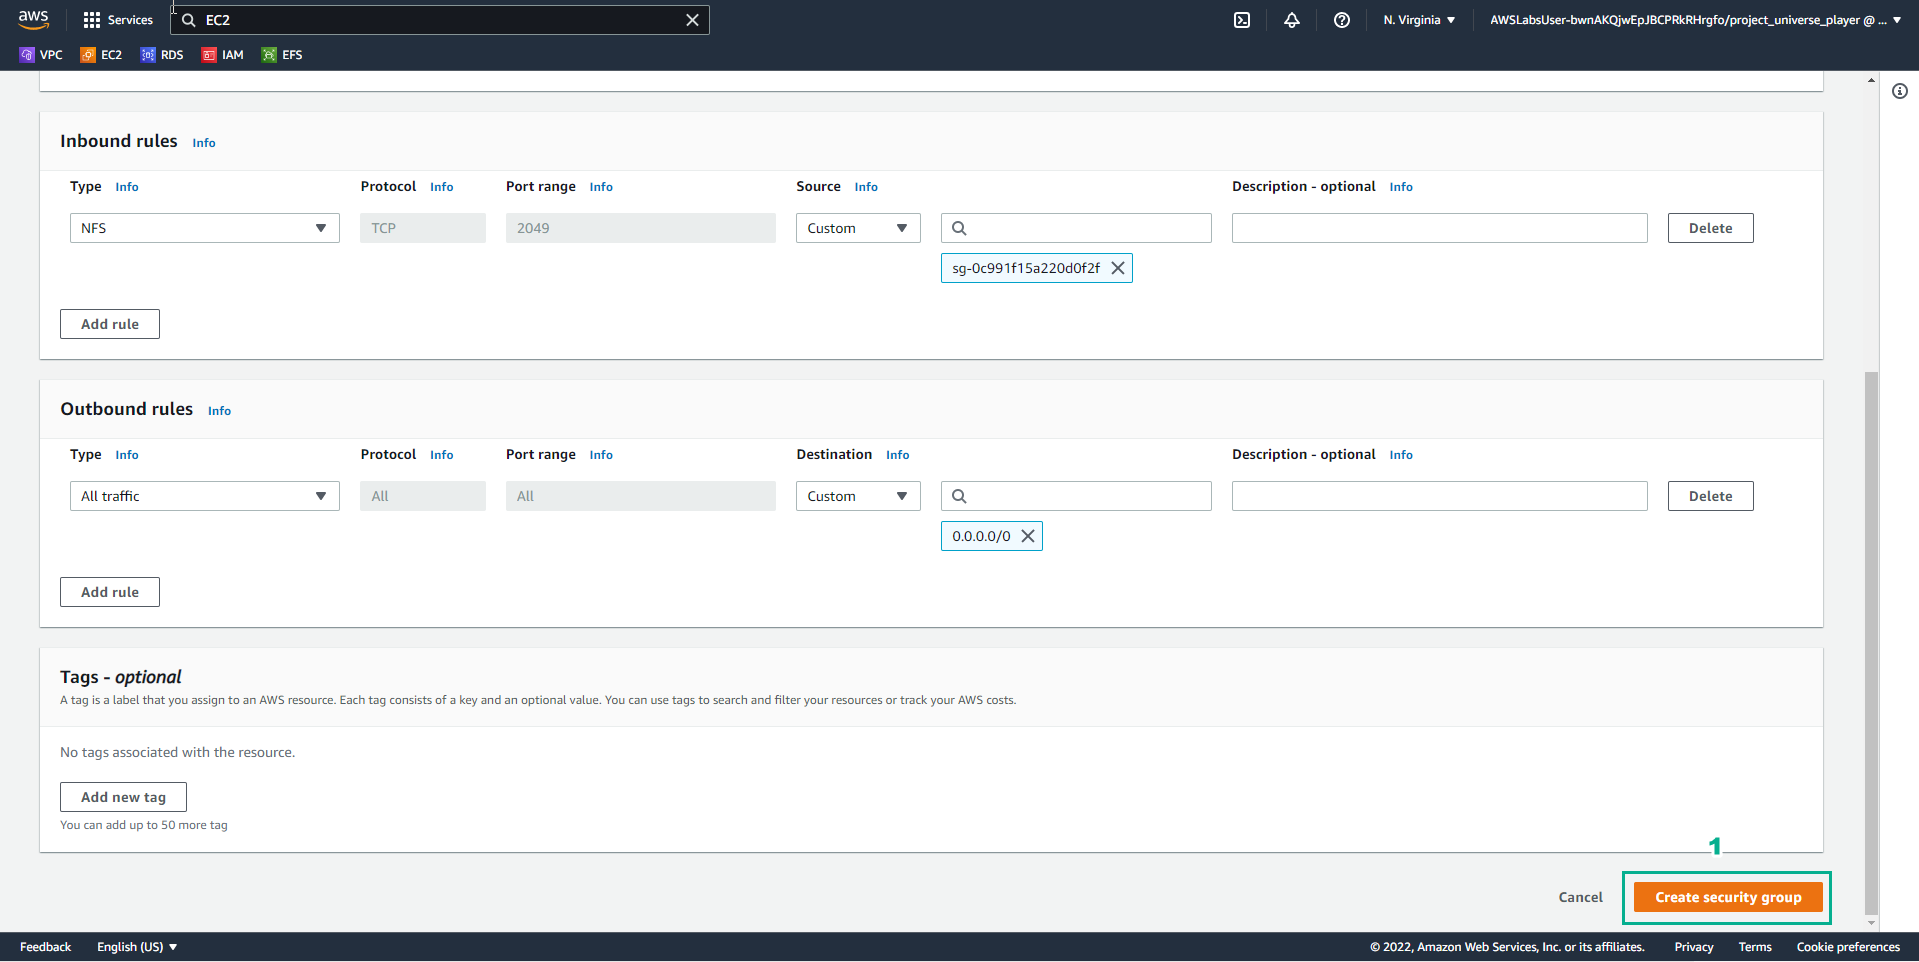 aws Services EC2 N. Virginia AWSLabsUser-bwnAKQjwEpJBCPRkRHrgfo/project_universe_player @ ...
VPC EC2 RDS IAM EFS
Inbound rules Info
Type Info Protocol Info Port range Info Source Info Description - optional Info
NFS TCP 2049 Custom Delete
sg-0c991f15a220d0f2f
Add rule
Outbound rules Info
Type Info Protocol Info Port range Info Destination Info Description - optional Info
All traffic All All Custom Delete
0.0.0.0/0
Add rule
Tags - optional
A tag is a label that you assign to an AWS resource. Each tag consists of a key and an optional value. You can use tags to search and filter your resources or track your AWS costs.
No tags associated with the resource.
Add new tag
You can add up to 50 more tag
1
Cancel Create security group
Feedback English (US) © 2022, Amazon Web Services, Inc. or its affiliates. Privacy Terms Cookie preferences